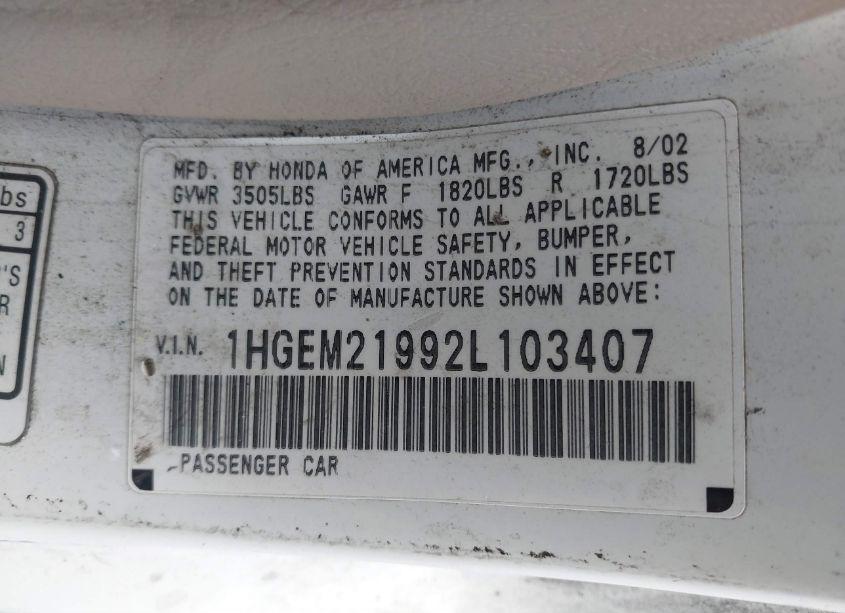 bs
3
'S
R
N
MFD. BY HONDA OF AMERICA MFG., INC. 8/02
GVWR 3505LBS GAWR F 1820LBS R 1720LBS
THIS VEHICLE CONFORMS TO ALL APPLICABLE
FEDERAL MOTOR VEHICLE SAFETY, BUMPER,
AND THEFT PREVENTION STANDARDS IN EFFECT
ON THE DATE OF MANUFACTURE SHOWN ABOVE:
V.I.N. 1HGEM21992L103407
PASSENGER CAR